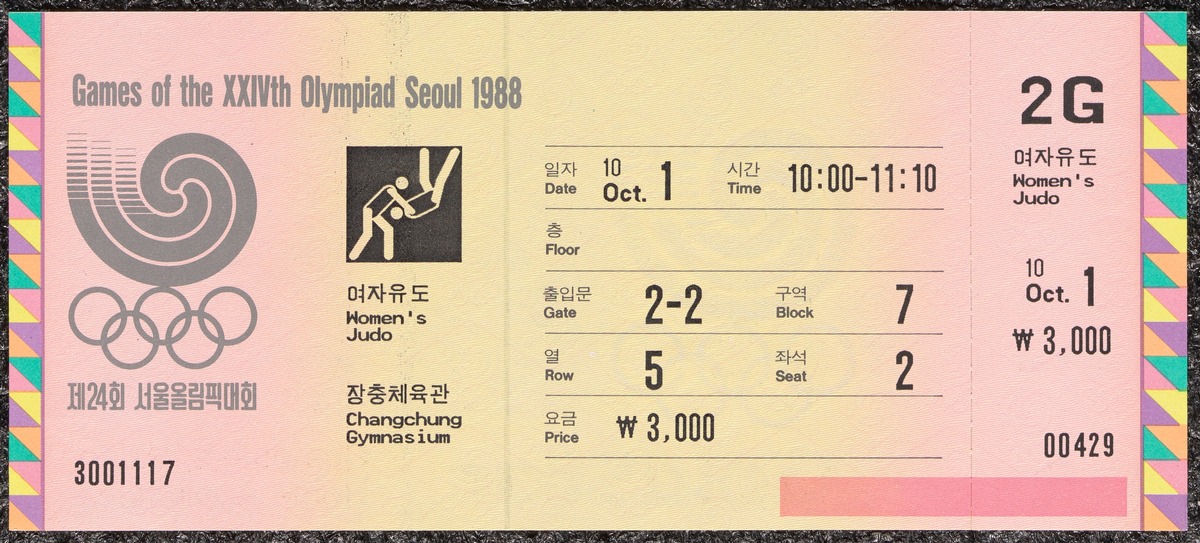 Games of the XXIVth Olympiad Seoul 1988
제24회 서울올림픽대회
3001117
여자유도
Women's
Judo
장충체육관
Changchung
Gymnasium
일자 10 시간
Date Oct. 1 Time 10:00-11:10
층
Floor
출입문 구역
Gate 2-2 Block 7
열 좌석
Row 5 Seat 2
요금
Price ₩ 3,000
2G
여자유도
Women's
Judo
10
Oct. 1
₩ 3,000
00429